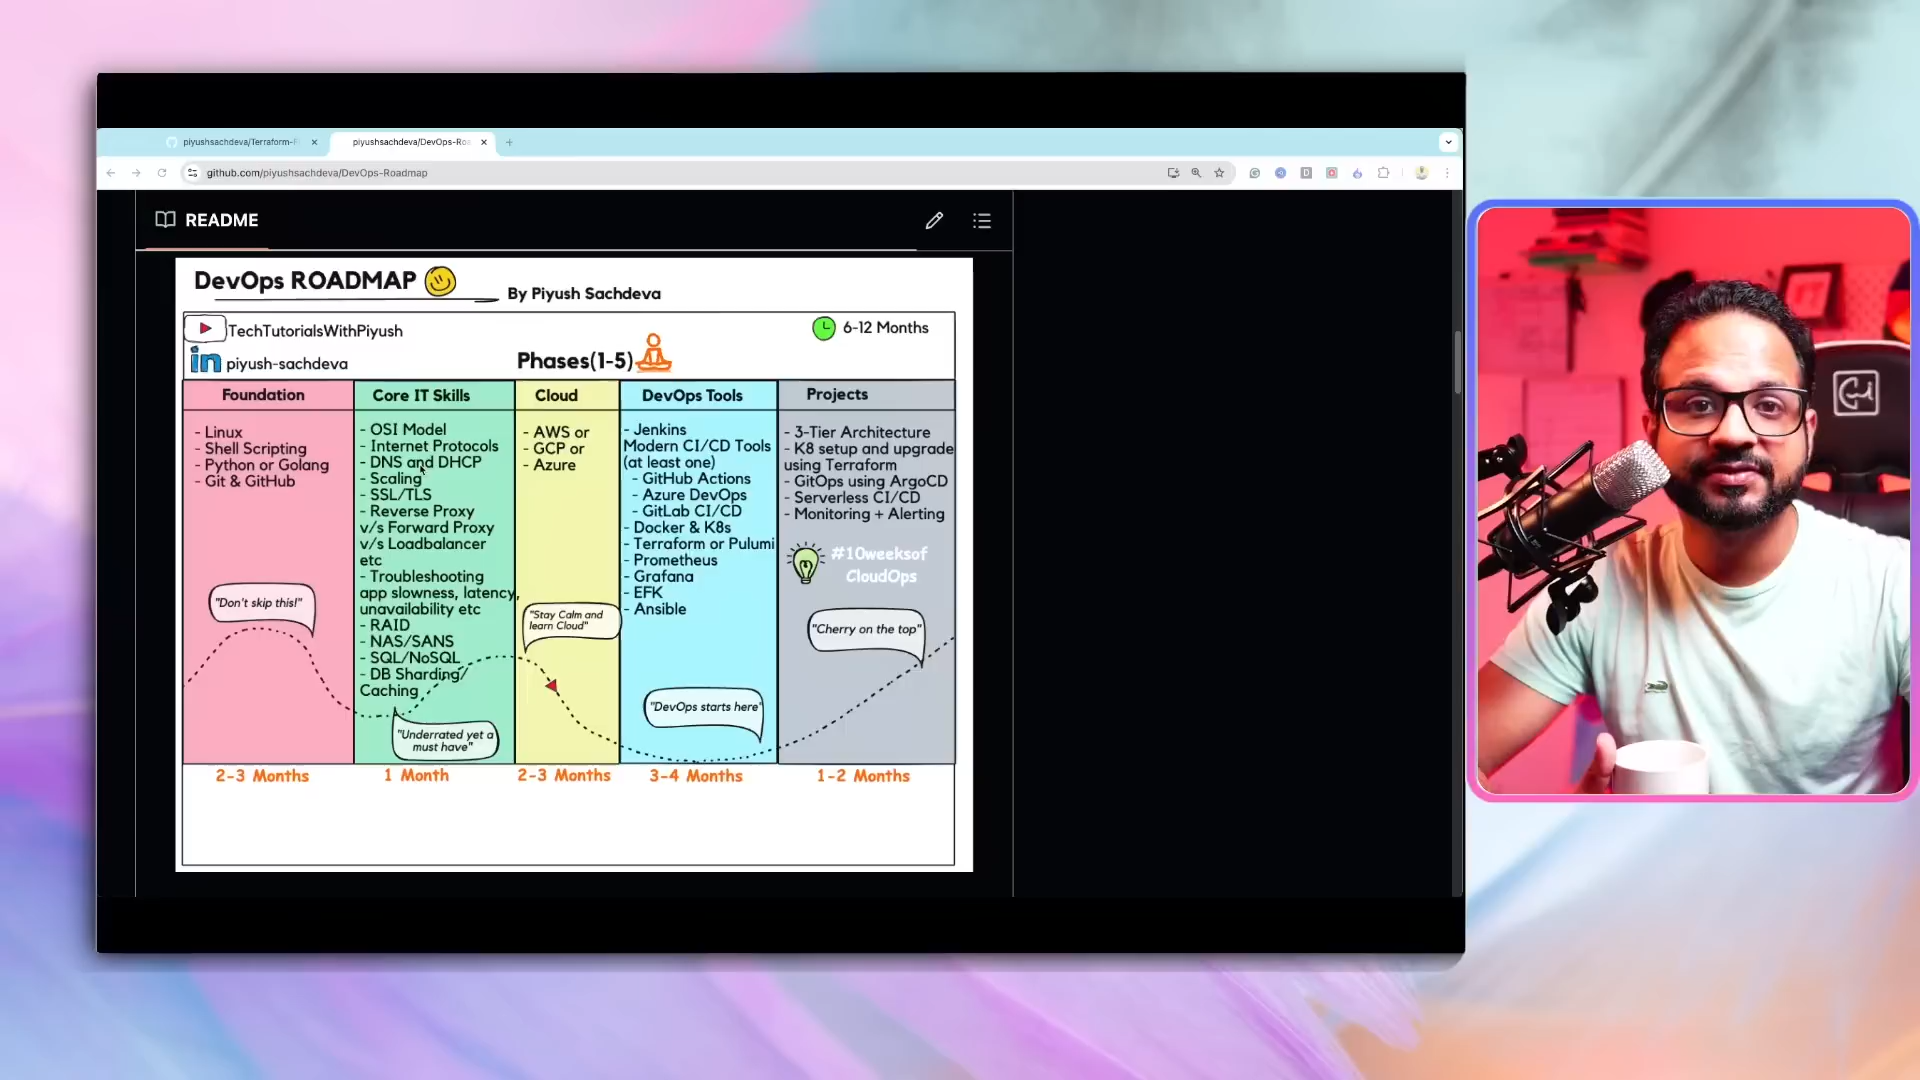 piyushsachdeva/Terraform-F
piyushsachdeva/DevOps-Roa
github.com/piyushsachdeva/DevOps-Roadmap
README
DevOps ROADMAP
By Piyush Sachdeva
TechTutorialsWithPiyush
6-12 Months
in piyush-sachdeva
Phases(1-5)
Foundation
- Linux
- Shell Scripting
- Python or Golang
- Git & GitHub
"Don't skip this!"
2-3 Months
Core IT Skills
- OSI Model
- Internet Protocols
- DNS and DHCP
- Scaling
- SSL/TLS
- Reverse Proxy
v/s Forward Proxy
v/s Loadbalancer
etc
- Troubleshooting
app slowness, latency,
unavailability etc
- RAID
- NAS/SANS
- SQL/NoSQL
- DB Sharding/
Caching
"Underrated yet a
must have"
1 Month
Cloud
- AWS or
- GCP or
- Azure
"Stay Calm and
learn Cloud"
2-3 Months
DevOps Tools
- Jenkins
Modern CI/CD Tools
(at least one)
- GitHub Actions
- Azure DevOps
- GitLab CI/CD
- Docker & K8s
- Terraform or Pulumi
- Prometheus
- Grafana
- EFK
- Ansible
"DevOps starts here"
3-4 Months
Projects
- 3-Tier Architecture
- K8 setup and upgrade
using Terraform
- GitOps using ArgoCD
- Serverless CI/CD
- Monitoring + Alerting
#10weeksof
CloudOps
"Cherry on the top"
1-2 Months